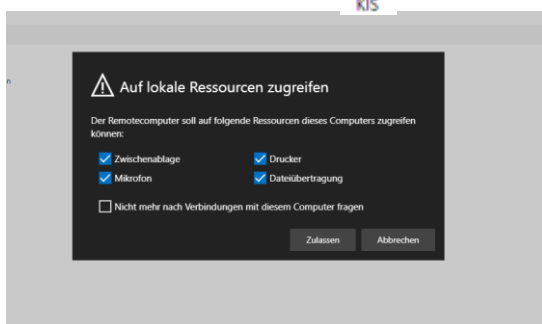 KIS
n
Auf lokale Ressourcen zugreifen
Der Remotecomputer soll auf folgende Ressourcen dieses Computers zugreifen
können:
Zwischenablage Drucker
Mikrofon Dateiübertragung
Nicht mehr nach Verbindungen mit diesem Computer fragen
Zulassen Abbrechen